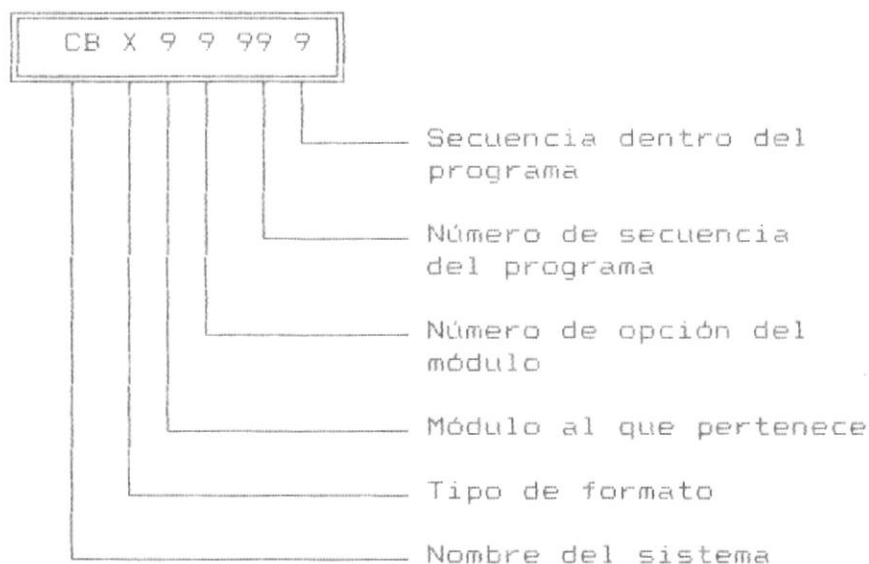 CB X 9 9 99 9
Secuencia dentro del
programa
Número de secuencia
del programa
Número de opción del
módulo
Módulo al que pertenece
Tipo de formato
Nombre del sistema